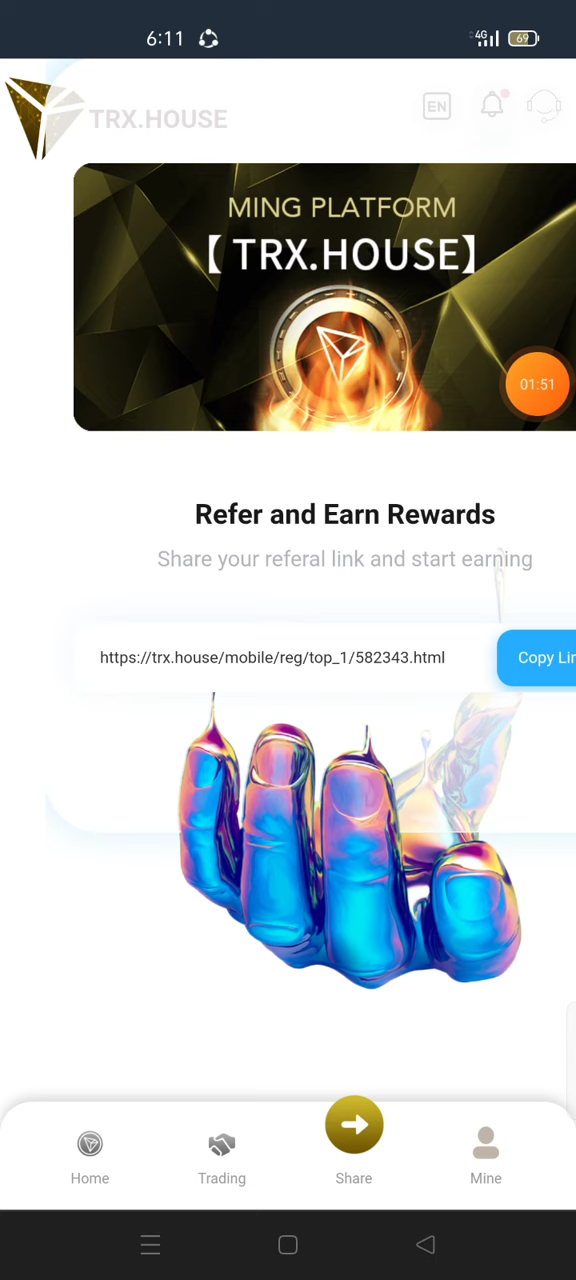 6:11
4G
69
TRX.HOUSE
EN
MING PLATFORM
【TRX.HOUSE】
01:51
Refer and Earn Rewards
Share your referal link and start earning
https://trx.house/mobile/reg/top_1/582343.html
Copy Lin
Home
Trading
Share
Mine